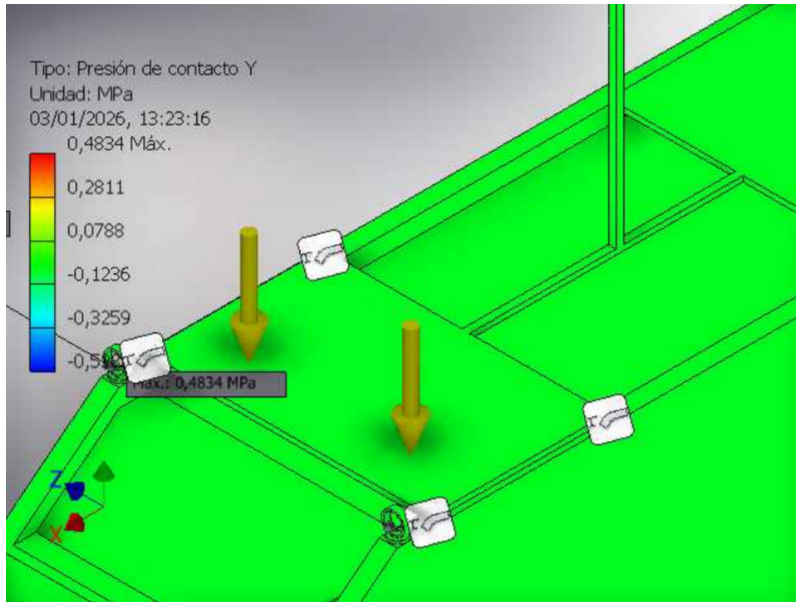 Tipo: Presión de contacto Y
Unidad: MPa
03/01/2026, 13:23:16
0,4834 Máx.
0,2811
0,0788
-0,1236
-0,3259
Máx.: 0,4834 MPa
Z
X